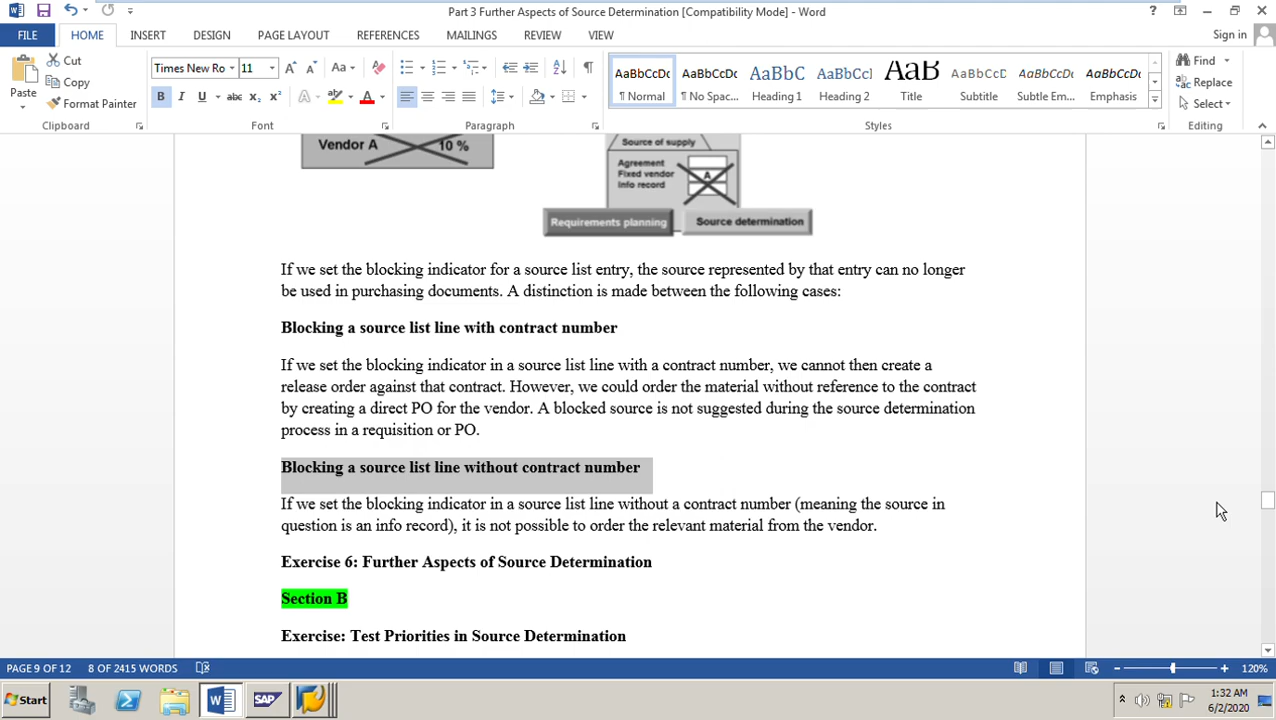 Part 3 Further Aspects of Source Determination [Compatibility Mode] - Word
?
FILE
HOME
INSERT
DESIGN
PAGE LAYOUT
REFERENCES
MAILINGS
REVIEW
VIEW
Sign in
Paste
Cut
Copy
Format Painter
Clipboard
Times New Ro
11
Aa
B I U abc x₂ x²
A
A
Font
Paragraph
AaBbCcDc
¶ Normal
AaBbCcDc
¶ No Spac...
AaBbC
Heading 1
AaBbCcI
Heading 2
AaB
Title
AaBbCcD
Subtitle
AaBbCcDt
Subtle Em...
AaBbCcDt
Emphasis
Styles
Find
Replace
Select
Editing
Vendor A 10 %
Source of supply
Agreement
Fixed vendor
Info record
A
Requirements planning
Source determination
If we set the blocking indicator for a source list entry, the source represented by that entry can no longer
be used in purchasing documents. A distinction is made between the following cases:
Blocking a source list line with contract number
If we set the blocking indicator in a source list line with a contract number, we cannot then create a
release order against that contract. However, we could order the material without reference to the contract
by creating a direct PO for the vendor. A blocked source is not suggested during the source determination
process in a requisition or PO.
Blocking a source list line without contract number
If we set the blocking indicator in a source list line without a contract number (meaning the source in
question is an info record), it is not possible to order the relevant material from the vendor.
Exercise 6: Further Aspects of Source Determination
Section B
Exercise: Test Priorities in Source Determination
PAGE 9 OF 12
8 OF 2415 WORDS
120%
Start
SAP
1:32 AM
6/2/2020